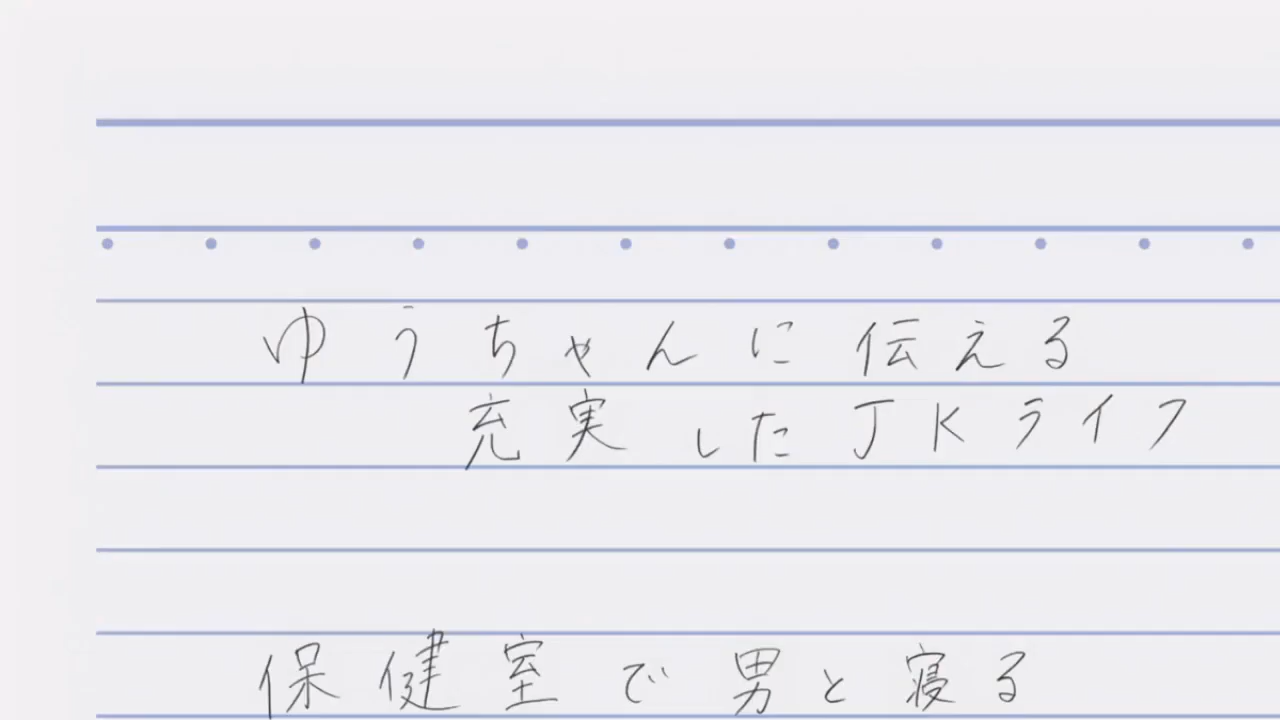 ゆうちゃんに伝える
充実したJKライフ
保健室で男と寝る